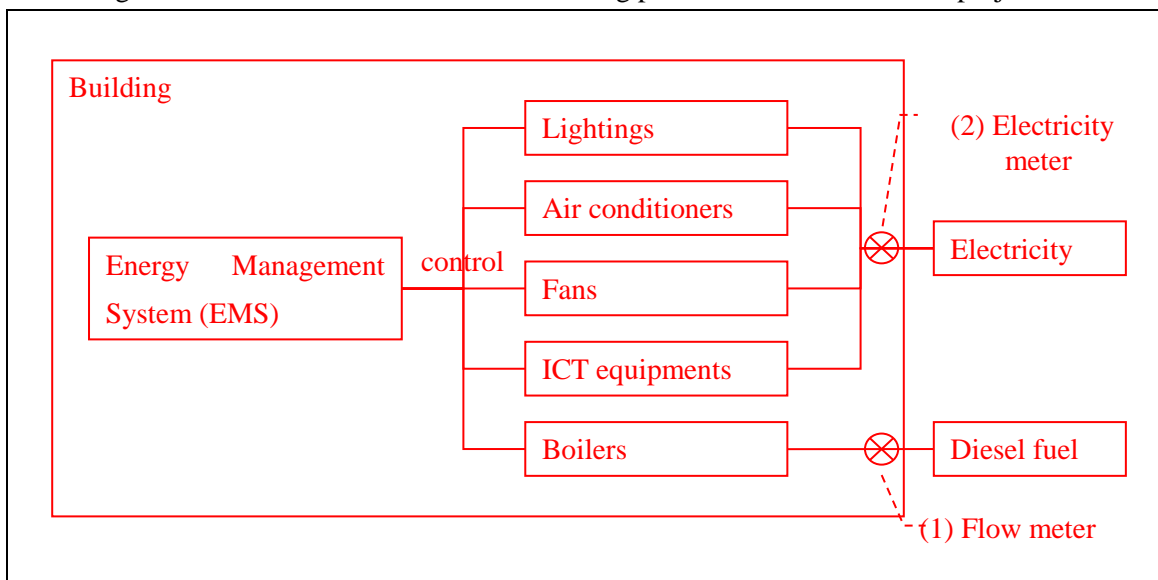 Building
Lightings
(2) Electricity
meter
Air conditioners
Energy Management
System (EMS)
control
Electricity
Fans
ICT equipments
Boilers
Diesel fuel
(1) Flow meter